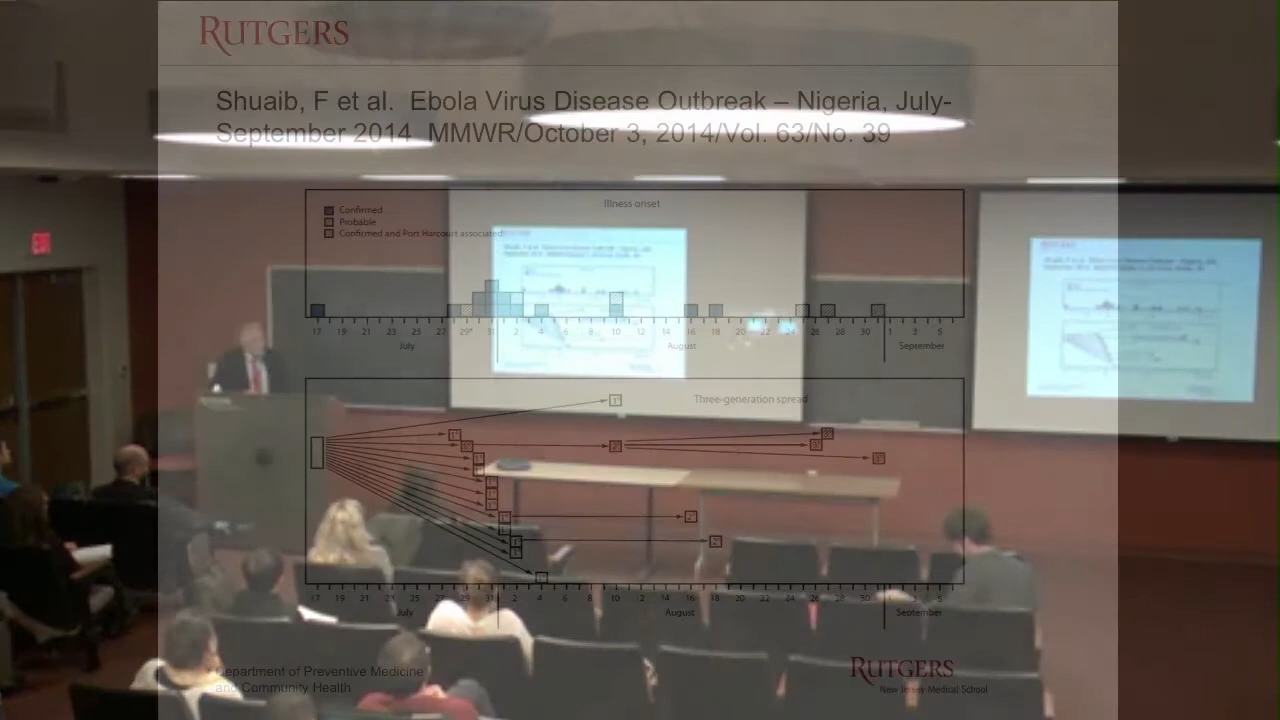 RUTGERS
Shuaib, F et al. Ebola Virus Disease Outbreak – Nigeria, July-
September 2014 MMWR/October 3, 2014/Vol. 63/No. 39
Illness onset
Confirmed
Probable
Confirmed and Port Harcourt associated
17 19 21 23 25 27 29* 31 2 4 6 8 10 12 14 16 18 20 22 24 26 28 30 1 3 5
July August September
Three-generation spread
17 19 21 23 25 27 29 31 2 4 6 8 10 12 14 16 18 20 22 24 26 28 30 1 3 5
July August September
Department of Preventive Medicine
and Community Health
RUTGERS
New Jersey Medical School